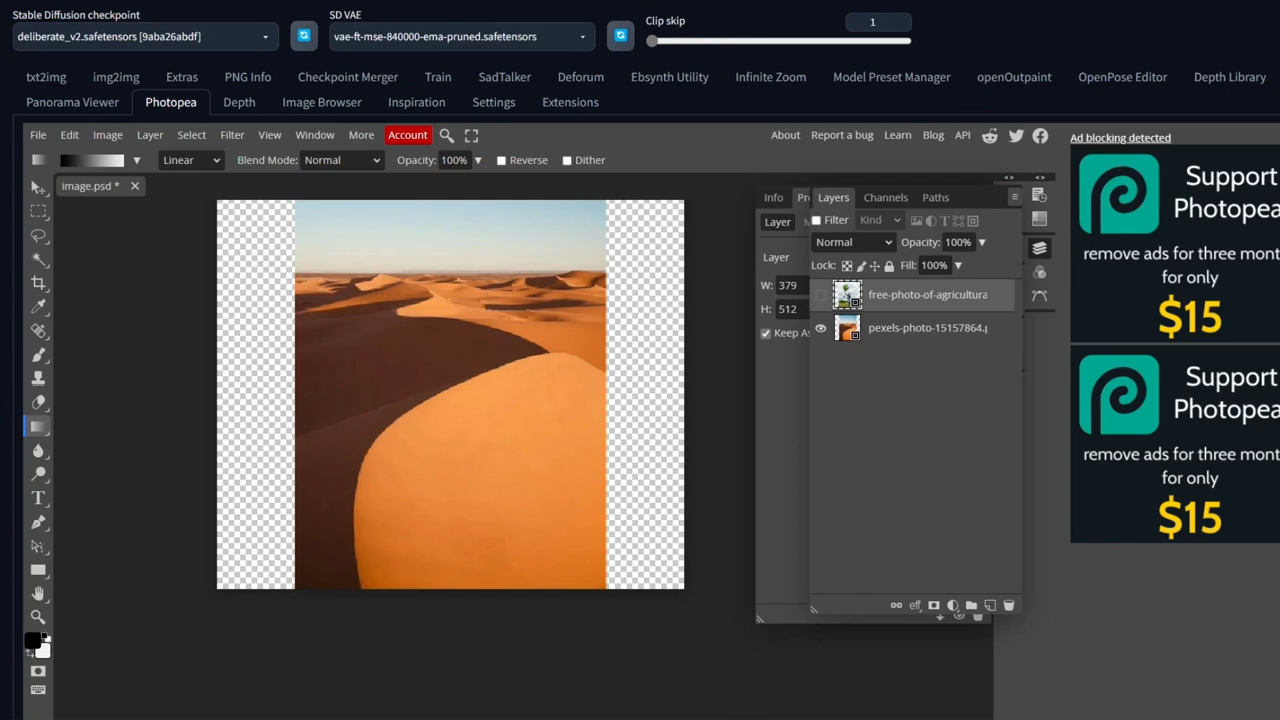 Stable Diffusion checkpoint
deliberate_v2.safetensors [9aba26abdf]
SD VAE
vae-ft-mse-840000-ema-pruned.safetensors
Clip skip
1
txt2img img2img Extras PNG Info Checkpoint Merger Train SadTalker Deforum Ebsynth Utility Infinite Zoom Model Preset Manager openOutpaint OpenPose Editor Depth Library
Panorama Viewer Photopea Depth Image Browser Inspiration Settings Extensions
File Edit Image Layer Select Filter View Window More Account About Report a bug Learn Blog API
Linear Blend Mode: Normal Opacity: 100% Reverse Dither
image.psd *
Info Pr Layers Channels Paths
Layer Filter Kind
Normal Opacity: 100%
Layer
Lock: Fill: 100%
W: 379
free-photo-of-agricultura
H: 512
pexels-photo-15157864.p
Keep As
Ad blocking detected
Support
Photopea
remove ads for three mont
for only
$15
Support
Photopea
remove ads for three mont
for only
$15